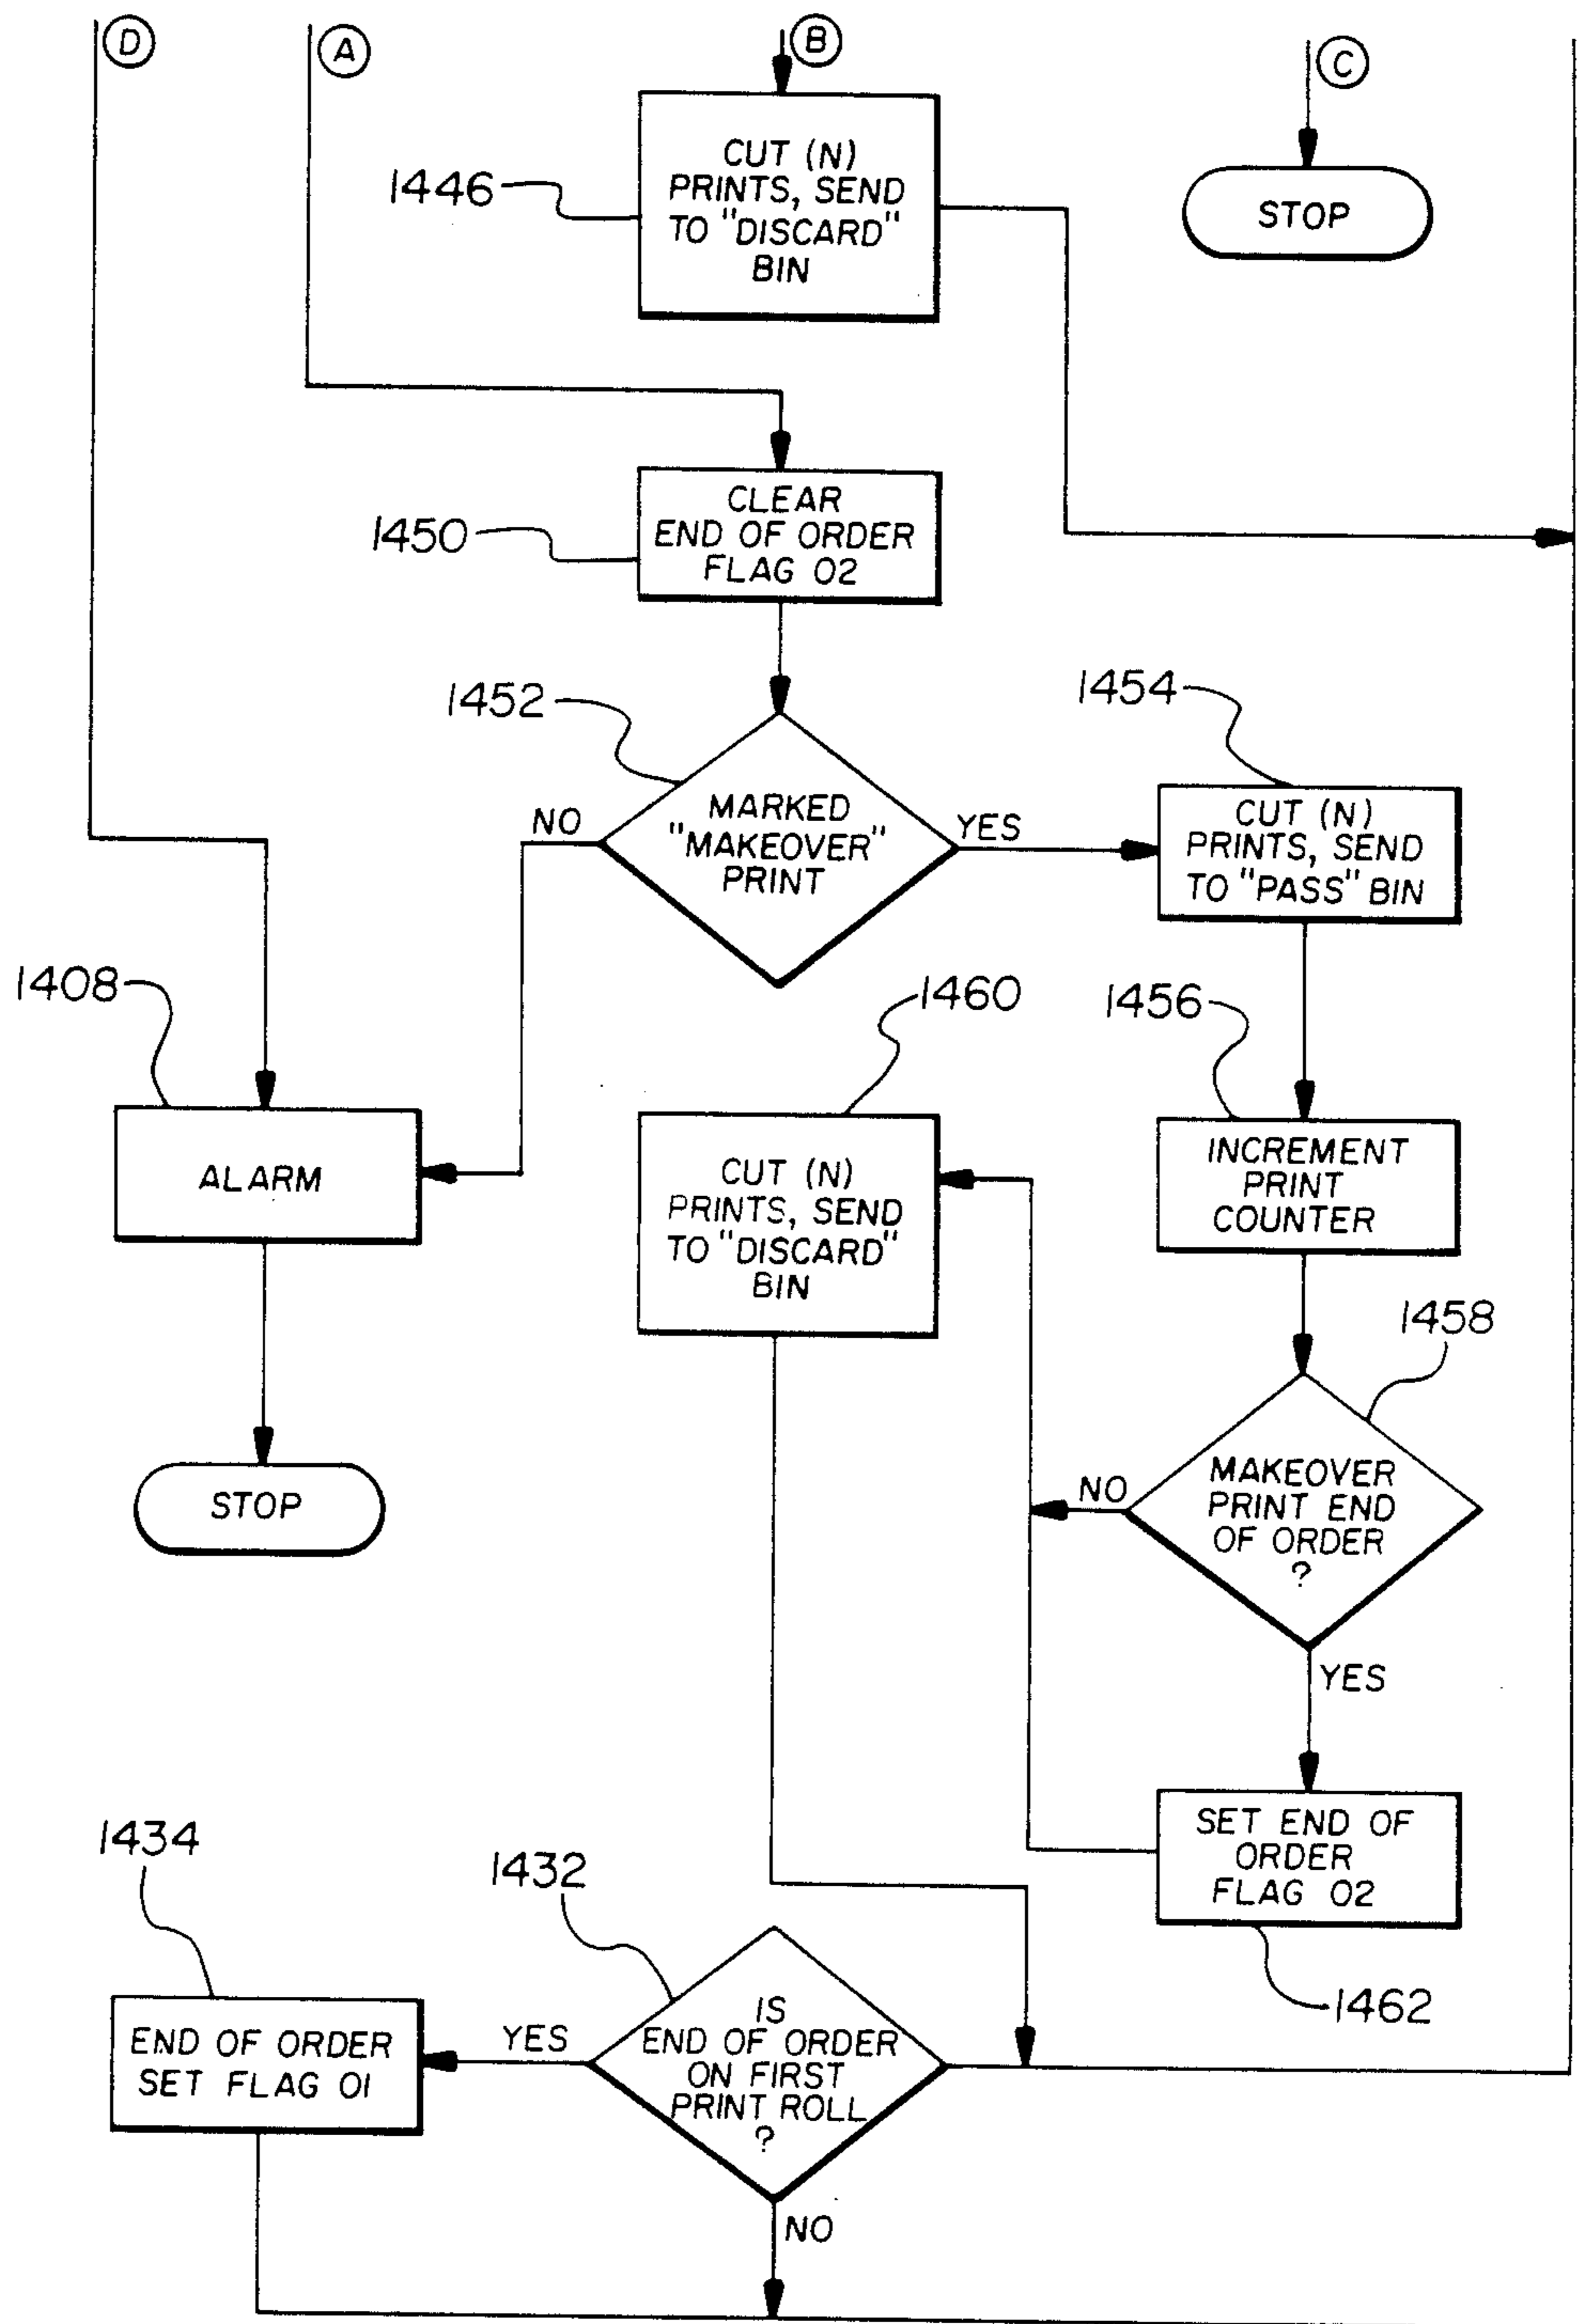 D
A
B
C
1446
CUT (N)
PRINTS, SEND
TO "DISCARD"
BIN
STOP
1450
CLEAR
END OF ORDER
FLAG 02
1452
MARKED
"MAKEOVER"
PRINT
NO
YES
1454
CUT (N)
PRINTS, SEND
TO "PASS" BIN
1408
ALARM
1460
CUT (N)
PRINTS, SEND
TO "DISCARD"
BIN
1456
INCREMENT
PRINT
COUNTER
STOP
1458
MAKEOVER
PRINT END
OF ORDER
?
NO
YES
SET END OF
ORDER
FLAG 02
1462
1434
END OF ORDER
SET FLAG 01
1432
IS
END OF ORDER
ON FIRST
PRINT ROLL
?
YES
NO